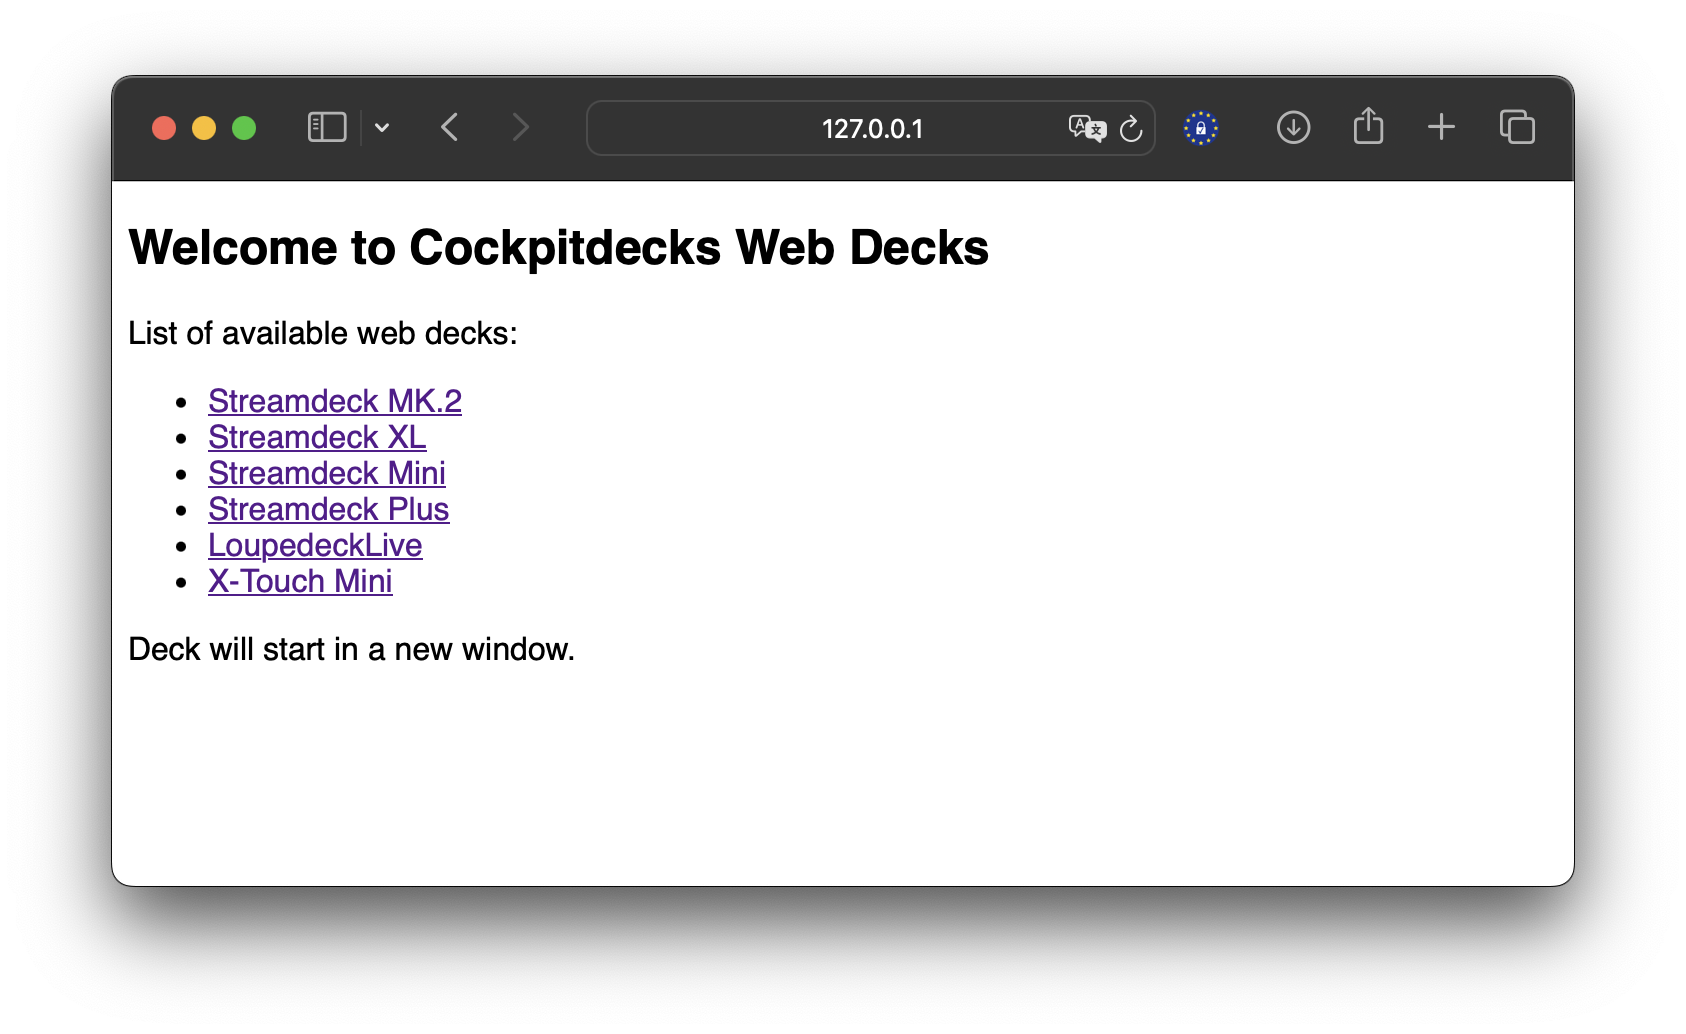 127.0.0.1
Welcome to Cockpitdecks Web Decks
List of available web decks:
Streamdeck MK.2
Streamdeck XL
Streamdeck Mini
Streamdeck Plus
LoupedeckLive
X-Touch Mini
Deck will start in a new window.